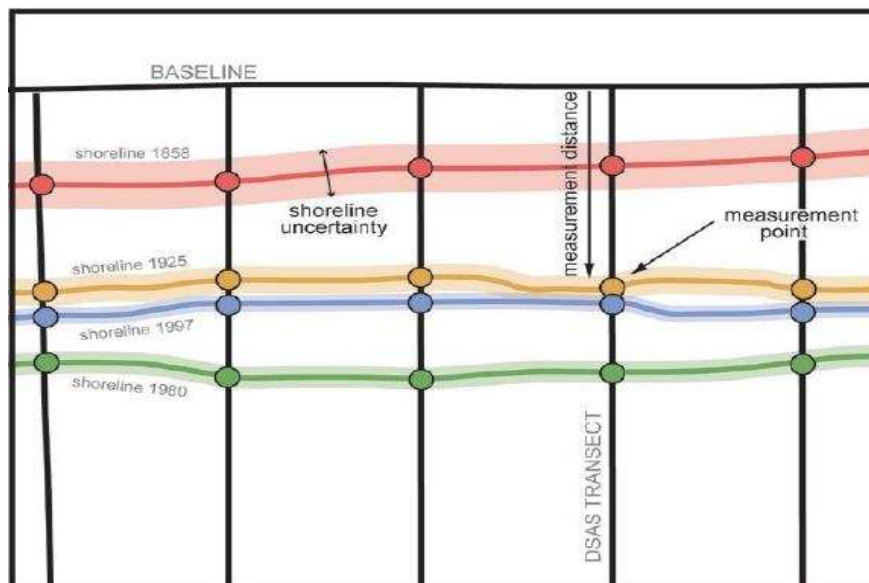 BASELINE
shoreline 1858
shoreline
uncertainty
measurement distance
measurement
point
shoreline 1925
shoreline 1997
shoreline 1960
DSAS TRANSECT